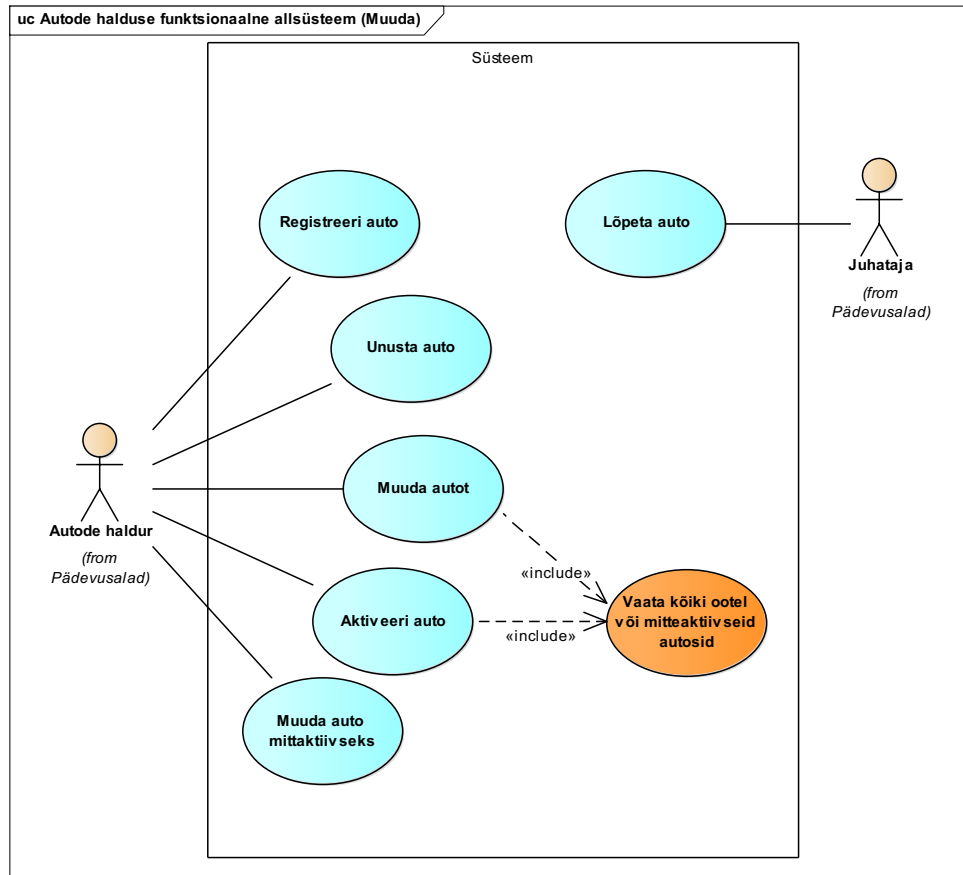 uc Autode halduse funktsionaalne allsüsteem (Muuda)
Süsteem
Registreeri auto
Lõpeta auto
Juhataja
(from
Pädevusalad)
Unusta auto
Muuda autot
Autode haldur
(from
Pädevusalad)
«include»
Aktiveeri auto
«include»
Vaata kõiki ootel
või mitteaktiivseid
autosid
Muuda auto
mittaktiivseks